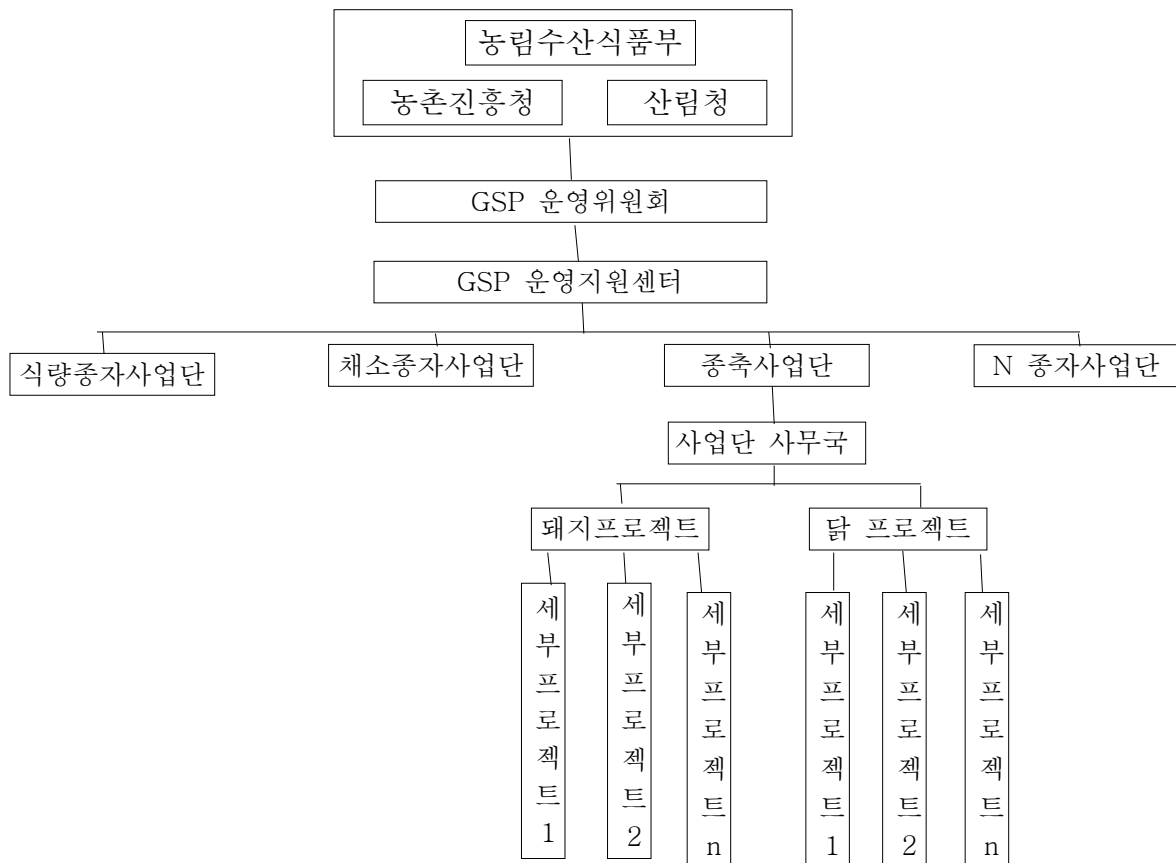 농림수산식품부
농촌진흥청
산림청
GSP 운영위원회
GSP 운영지원센터
식량종자사업단
채소종자사업단
종축사업단
N 종자사업단
사업단 사무국
돼지프로젝트
닭 프로젝트
세부프로젝트1
세부프로젝트2
세부프로젝트n
세부프로젝트1
세부프로젝트2
세부프로젝트n